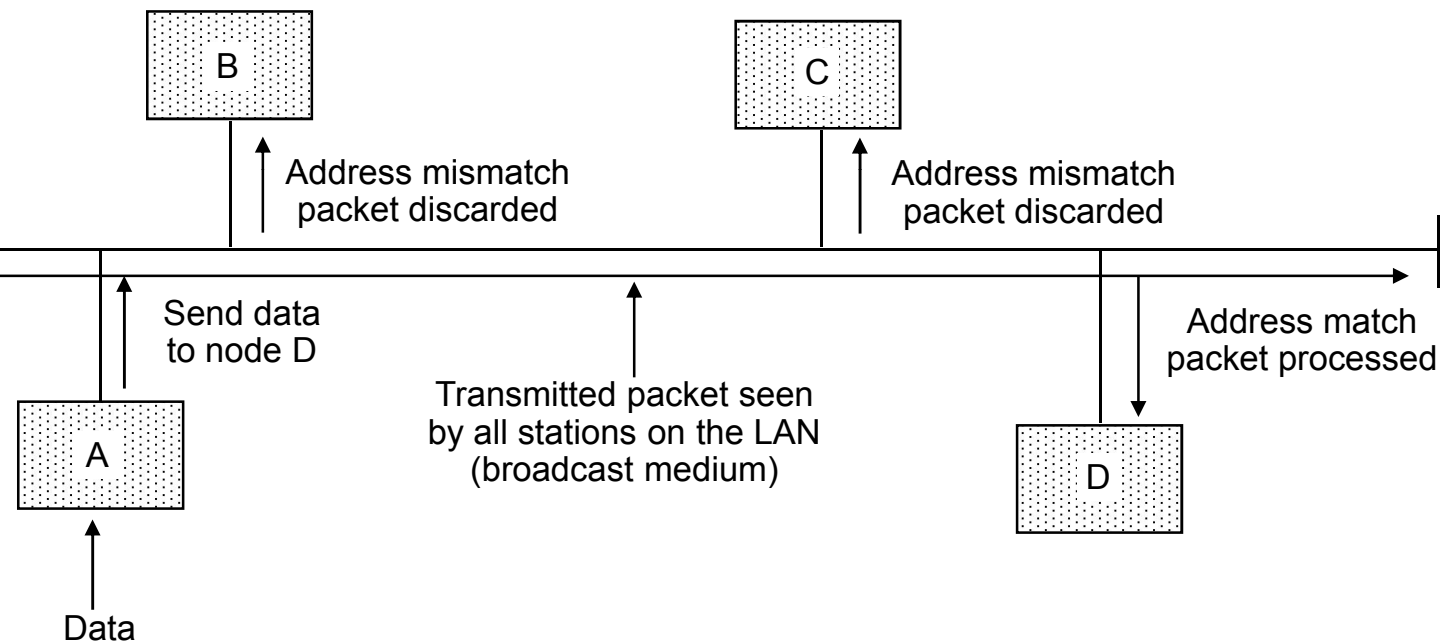 B
C
Address mismatch
packet discarded
Address mismatch
packet discarded
Send data
to node D
Address match
packet processed
Transmitted packet seen
by all stations on the LAN
(broadcast medium)
A
D
Data